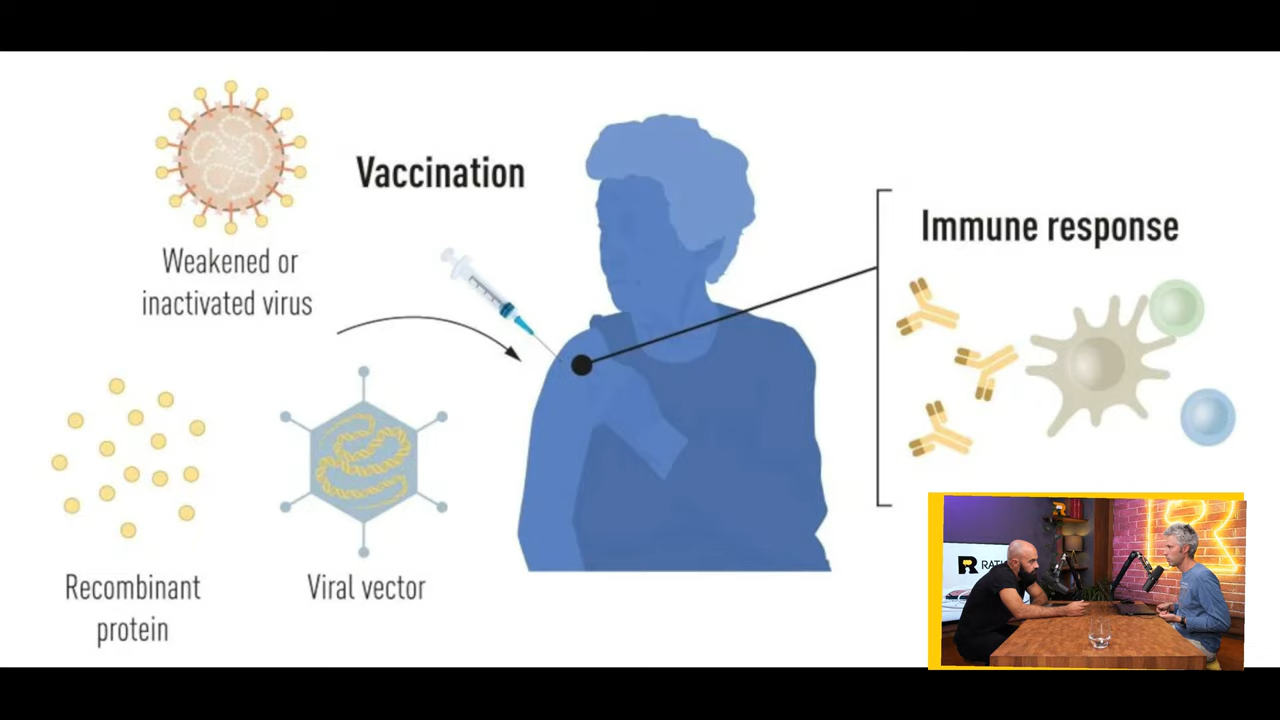 Vaccination
Weakened or
inactivated virus
Immune response
Recombinant
protein
Viral vector
R